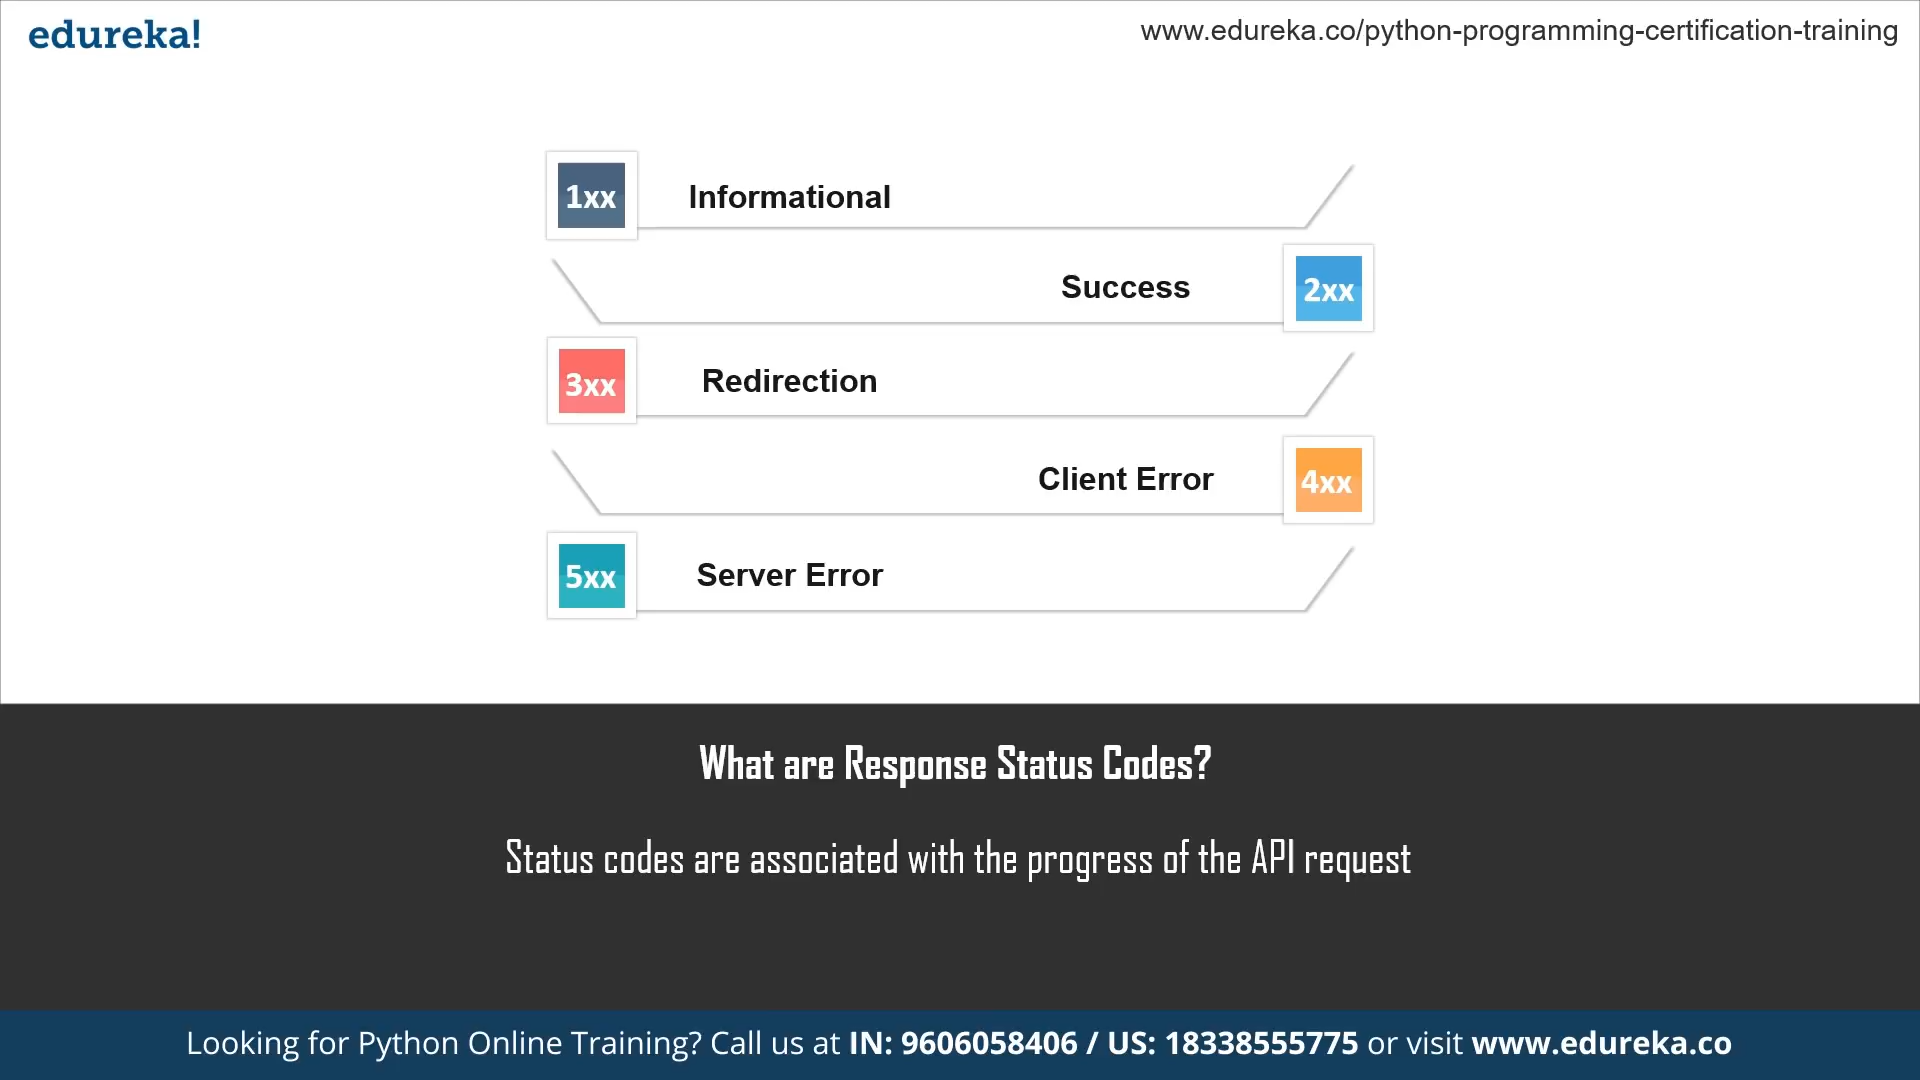 edureka!
www.edureka.co/python-programming-certification-training
1xx Informational
Success 2xx
3xx Redirection
Client Error 4xx
5xx Server Error
What are Response Status Codes?
Status codes are associated with the progress of the API request
Looking for Python Online Training? Call us at IN: 9606058406 / US: 18338555775 or visit www.edureka.co